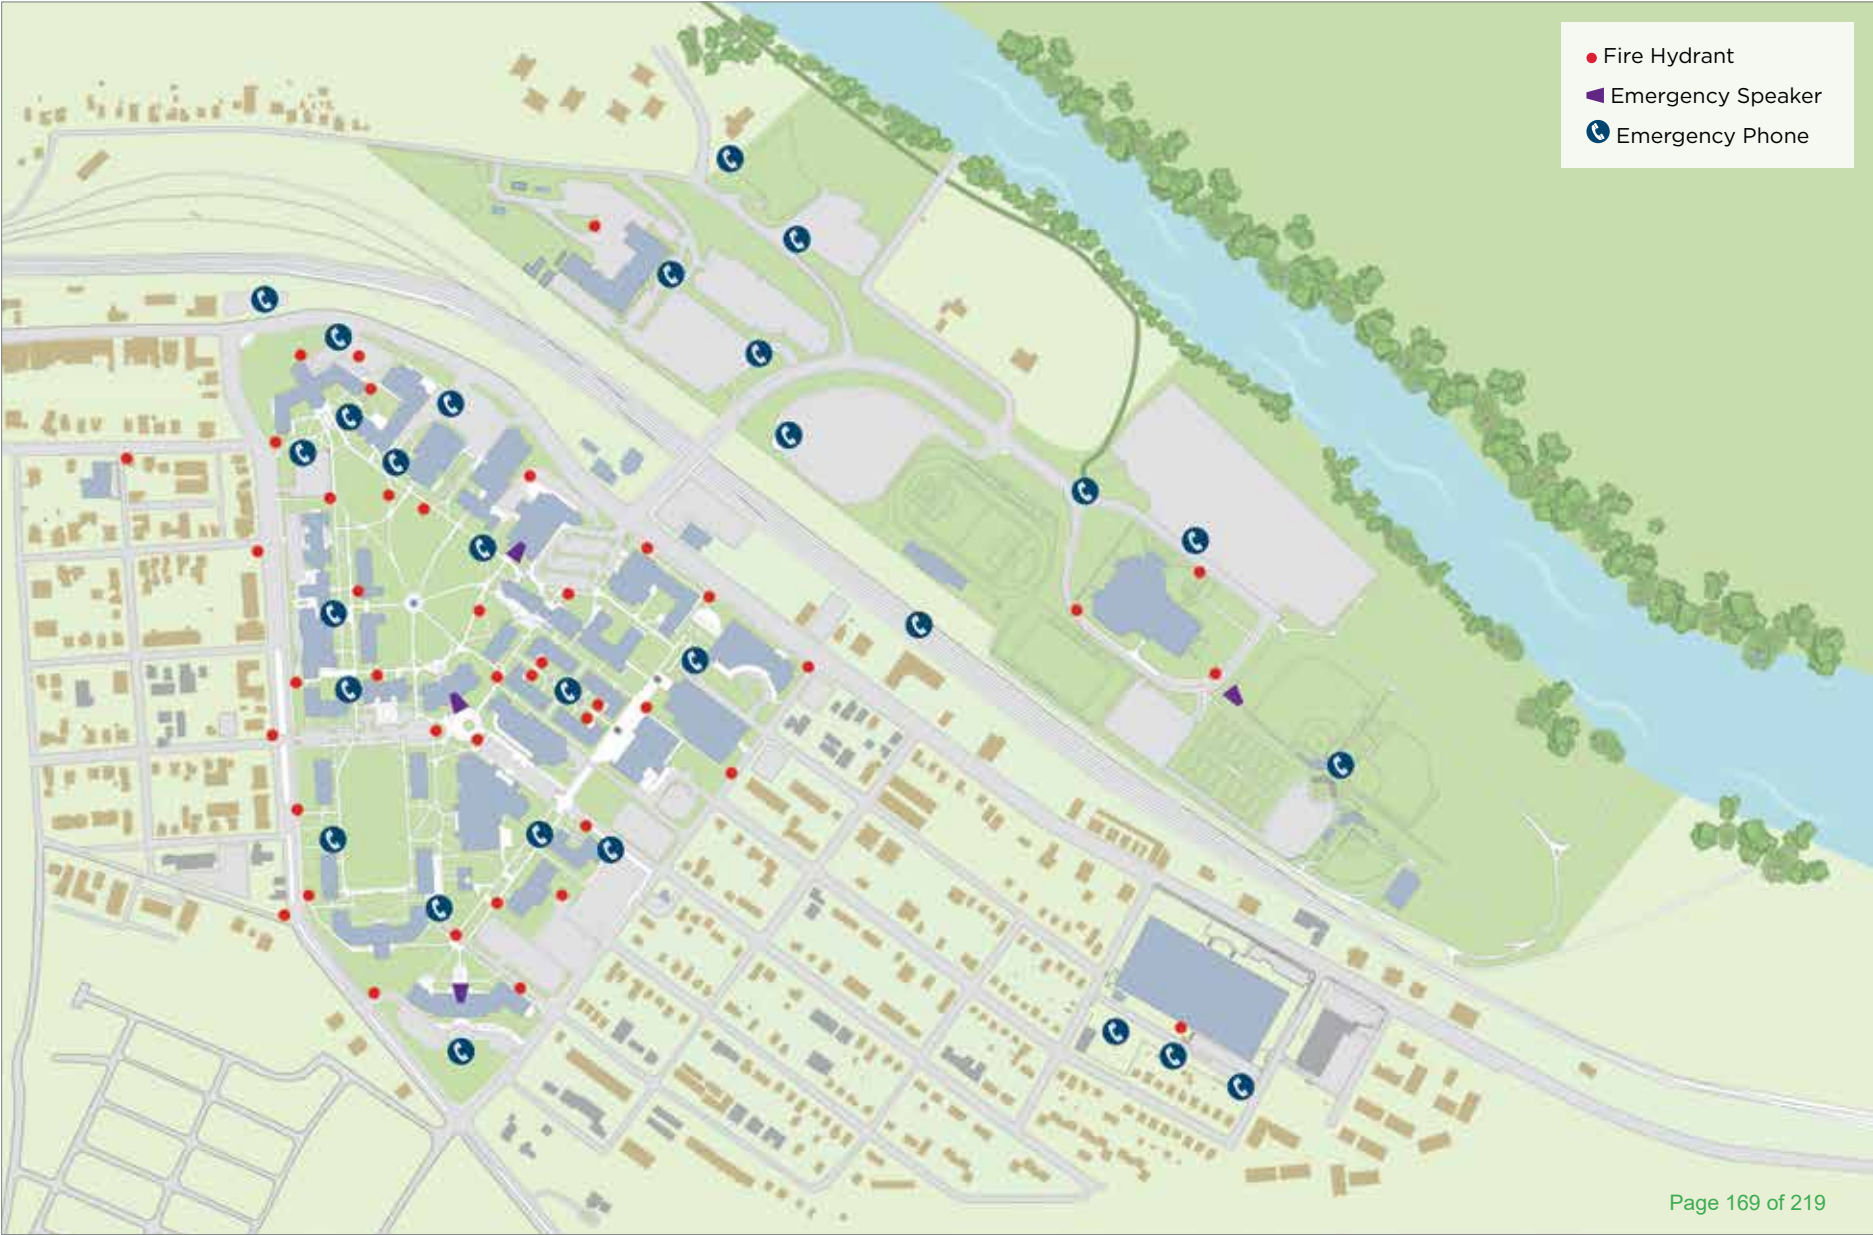 Fire Hydrant
Emergency Speaker
Emergency Phone
Page 169 of 219